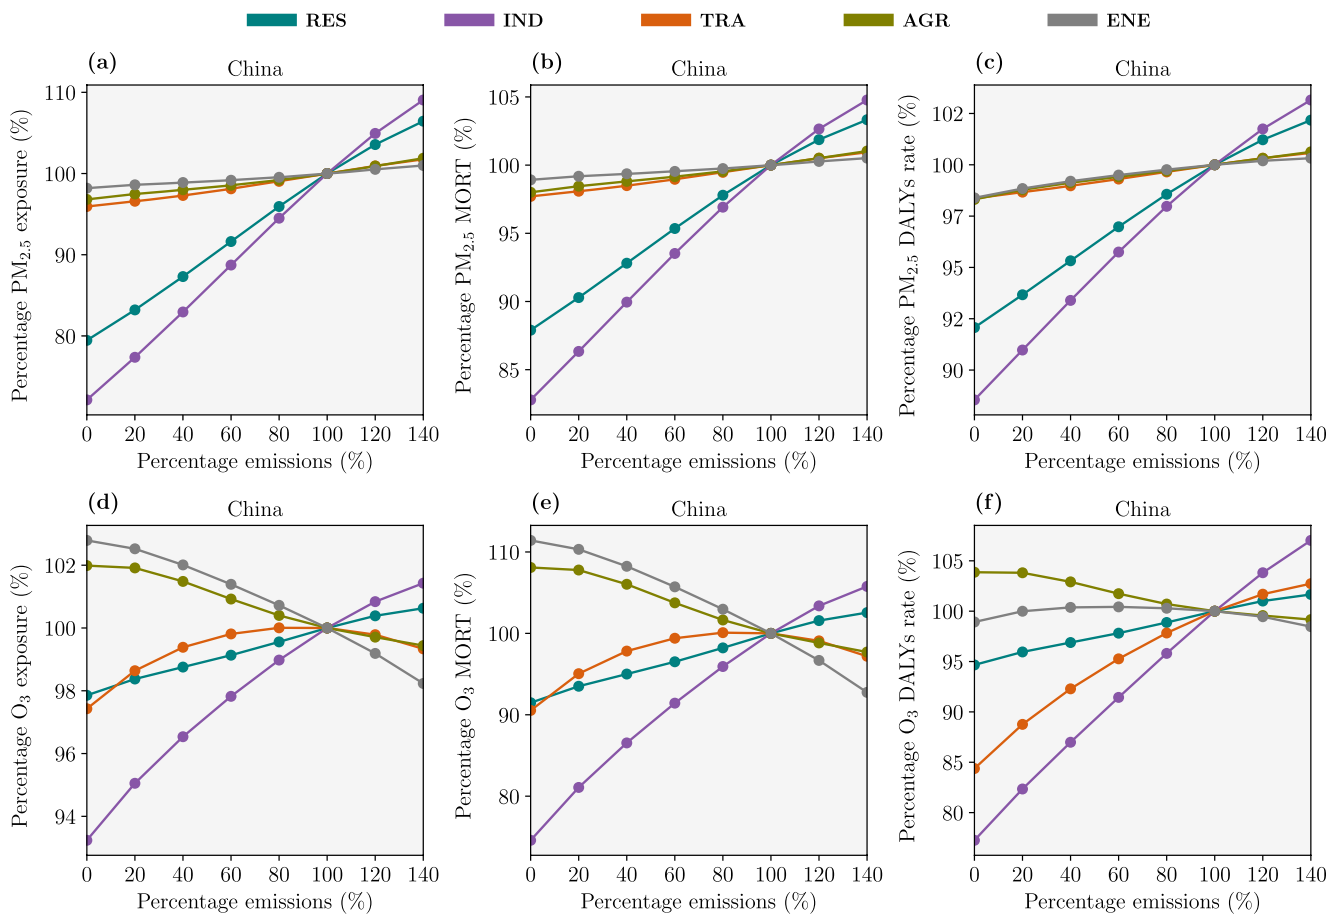 RES IND TRA AGR ENE
(a) (b) (c)
China China China
Percentage PM2.5 exposure (%)
110
100
90
80
0 20 40 60 80 100 120 140
Percentage emissions (%)
Percentage PM2.5 MORT (%)
105
100
95
90
85
0 20 40 60 80 100 120 140
Percentage emissions (%)
Percentage PM2.5 DALYs rate (%)
102
100
97
95
92
90
0 20 40 60 80 100 120 140
Percentage emissions (%)
(d) (e) (f)
China China China
Percentage O3 exposure (%)
102
100
98
96
94
0 20 40 60 80 100 120 140
Percentage emissions (%)
Percentage O3 MORT (%)
110
100
90
80
0 20 40 60 80 100 120 140
Percentage emissions (%)
Percentage O3 DALYs rate (%)
105
100
95
90
85
80
0 20 40 60 80 100 120 140
Percentage emissions (%)